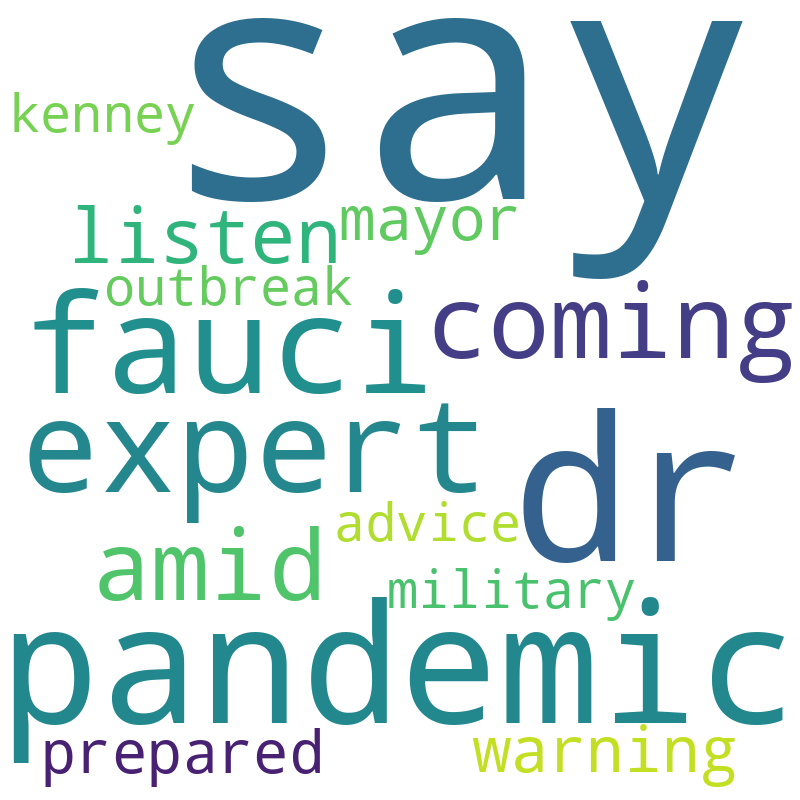 say
kenney
listen
mayor
outbreak
coming
fauci
expert
dr
advice
amid
military
pandemic
prepared
warning